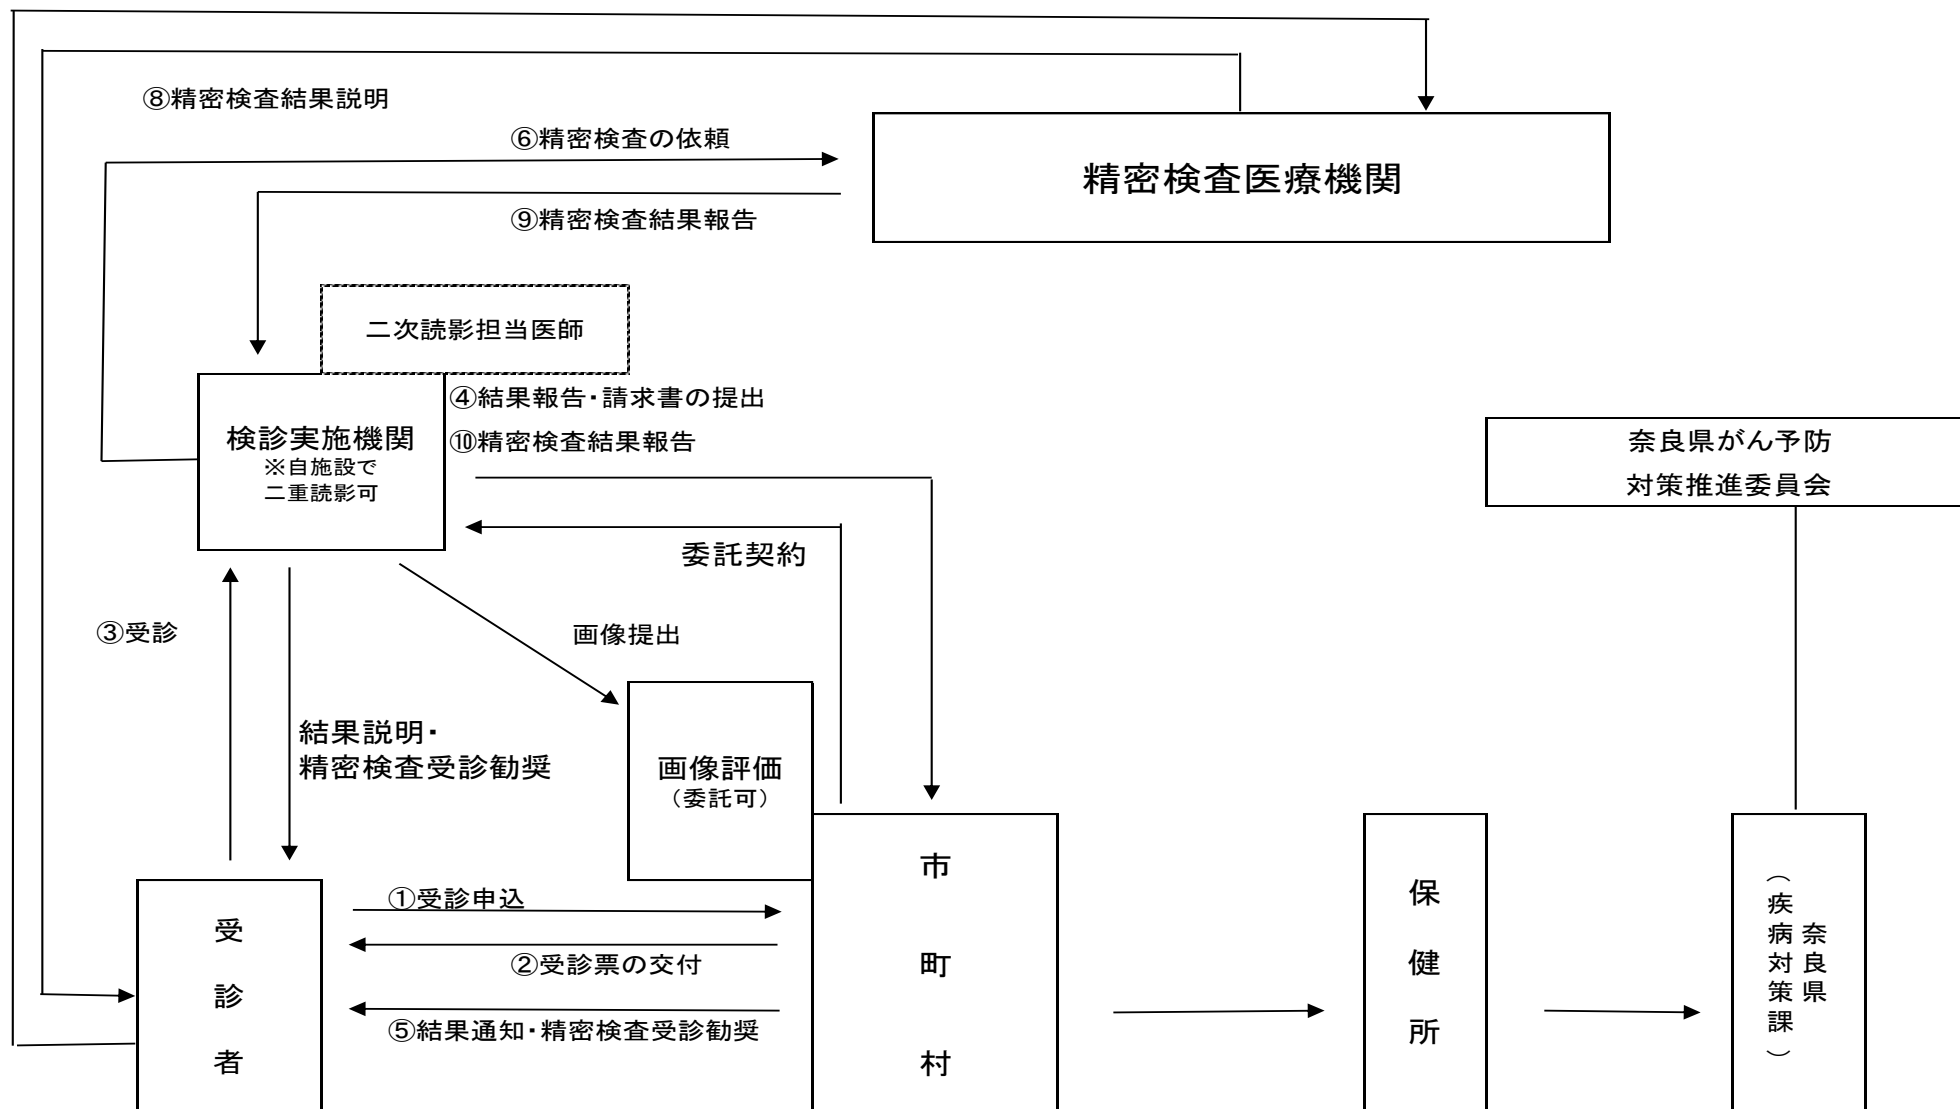 ⑧精密検査結果説明
⑥精密検査の依頼
精密検査医療機関
⑨精密検査結果報告
二次読影担当医師
④結果報告・請求書の提出
⑩精密検査結果報告
検診実施機関
※自施設で
二重読影可
奈良県がん予防
対策推進委員会
委託契約
③受診
画像提出
結果説明・
精密検査受診勧奨
画像評価
（委託可）
①受診申込
②受診票の交付
⑤結果通知・精密検査受診勧奨
受診者
市町村
保健所
奈良県
（疾病対策課）